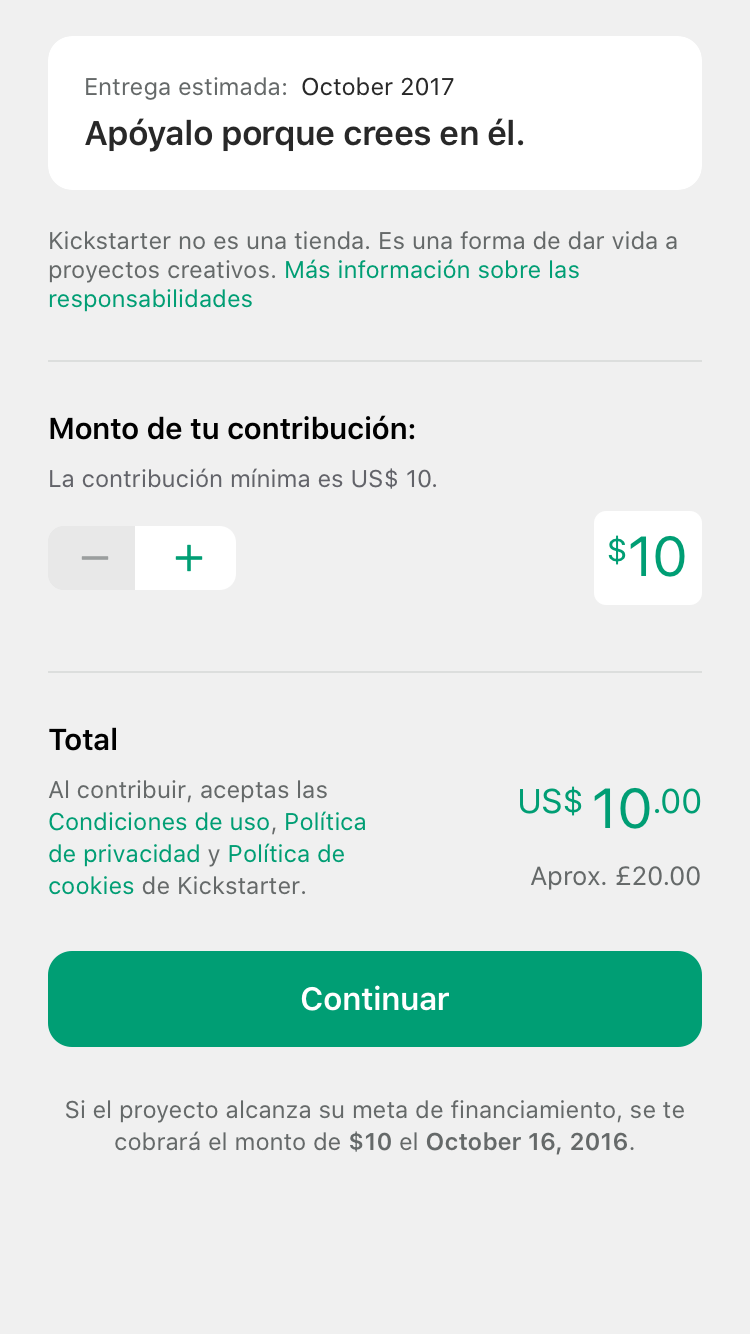 Entrega estimada: October 2017
Apóyalo porque crees en él.
Kickstarter no es una tienda. Es una forma de dar vida a
proyectos creativos. Más información sobre las
responsabilidades
Monto de tu contribución:
La contribución mínima es US$ 10.
− +
$10
Total
Al contribuir, aceptas las
Condiciones de uso, Política
de privacidad y Política de
cookies de Kickstarter.
US$ 10.00
Aprox. £20.00
Continuar
Si el proyecto alcanza su meta de financiamiento, se te
cobrará el monto de $10 el October 16, 2016.